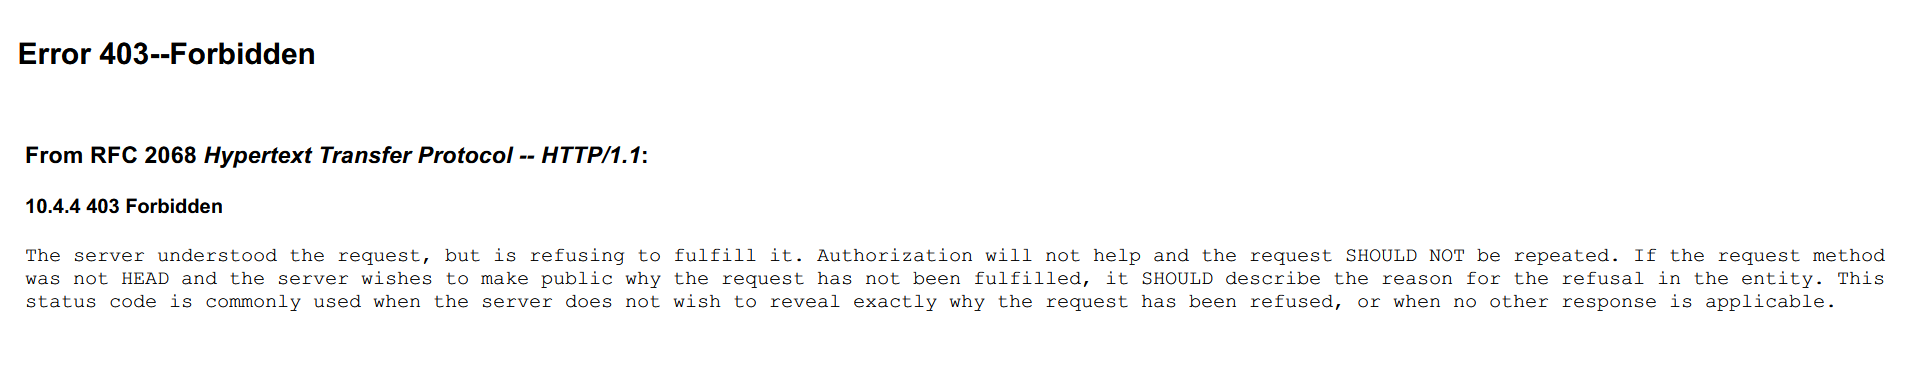 Error 403--Forbidden
From RFC 2068 Hypertext Transfer Protocol -- HTTP/1.1:
10.4.4 403 Forbidden
The server understood the request, but is refusing to fulfill it. Authorization will not help and the request SHOULD NOT be repeated. If the request method
was not HEAD and the server wishes to make public why the request has not been fulfilled, it SHOULD describe the reason for the refusal in the entity. This
status code is commonly used when the server does not wish to reveal exactly why the request has been refused, or when no other response is applicable.